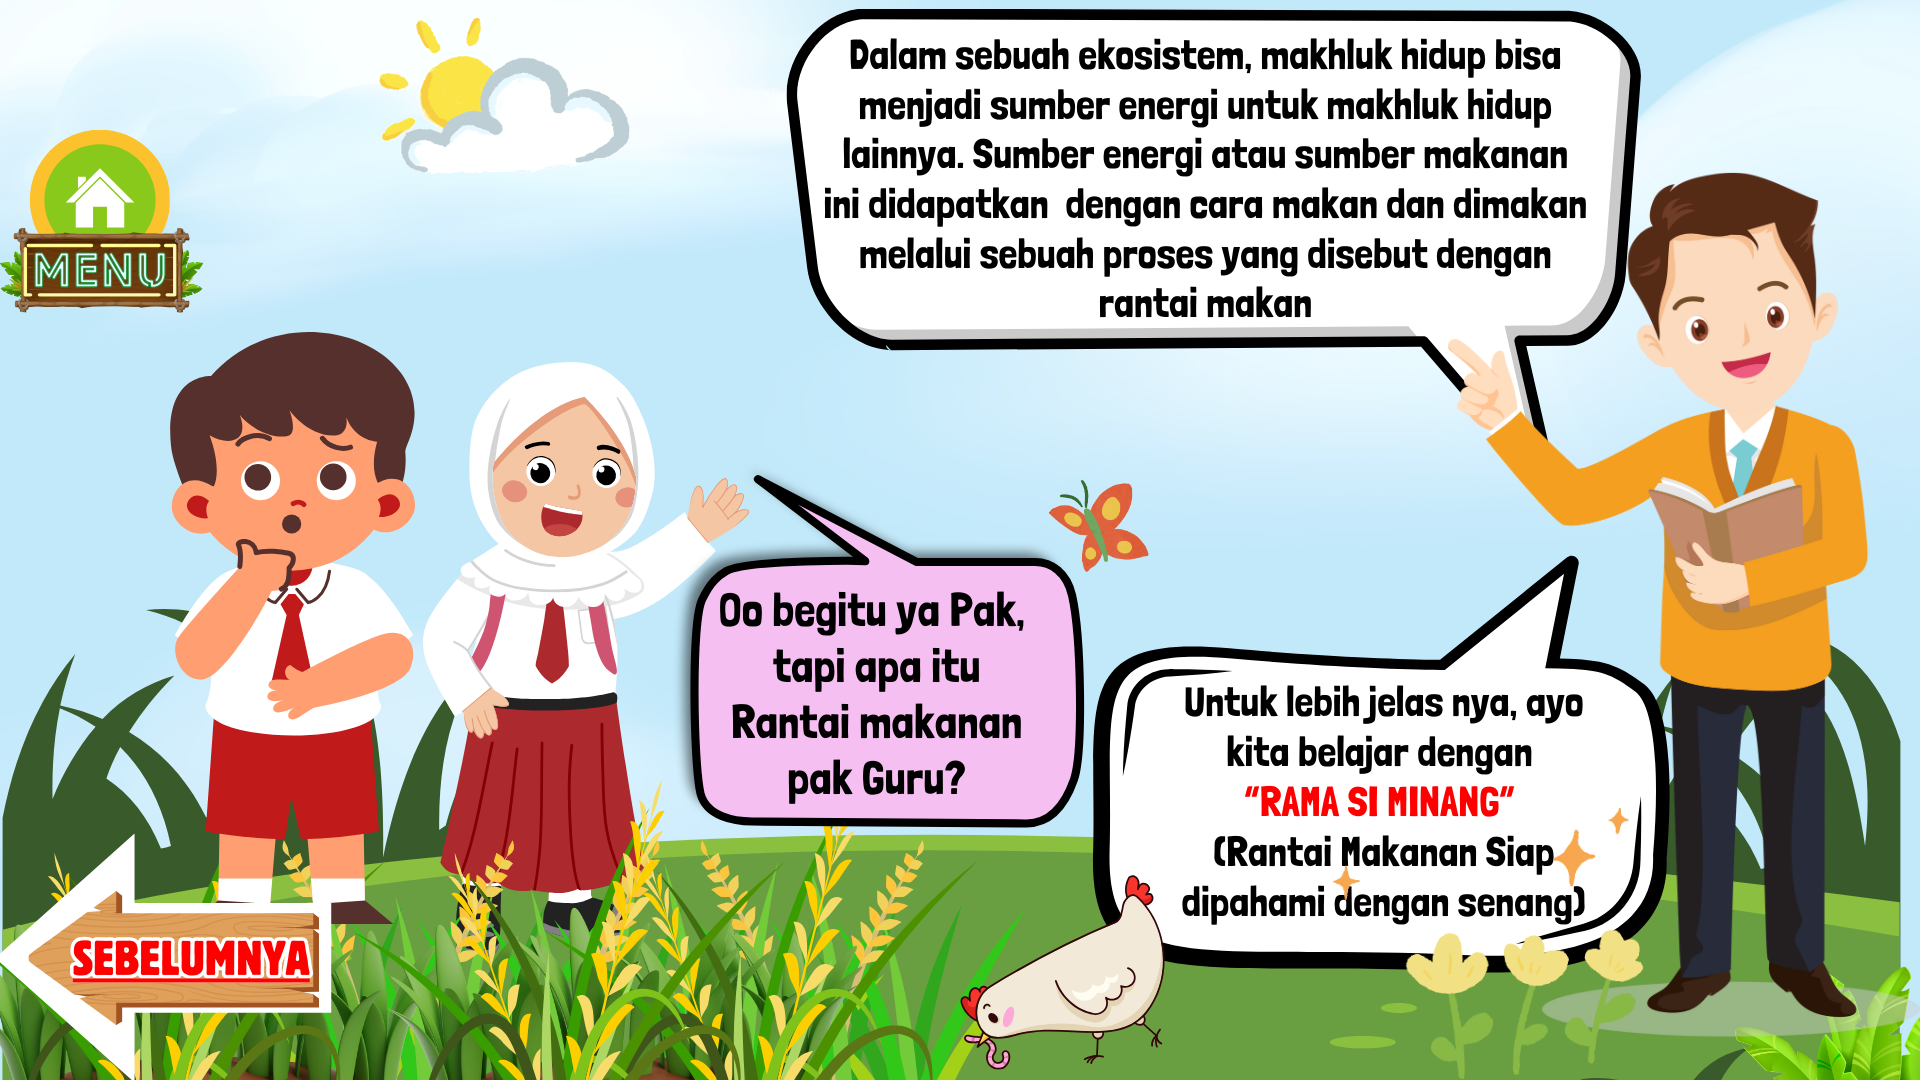 Dalam sebuah ekosistem, makhluk hidup bisa
menjadi sumber energi untuk makhluk hidup
lainnya. Sumber energi atau sumber makanan
ini didapatkan dengan cara makan dan dimakan
melalui sebuah proses yang disebut dengan
rantai makan
MENU
Oo begitu ya Pak,
tapi apa itu
Rantai makanan
pak Guru?
Untuk lebih jelas nya, ayo
kita belajar dengan
"RAMA SI MINANG"
(Rantai Makanan Siap
dipahami dengan senang)
SEBELUMNYA